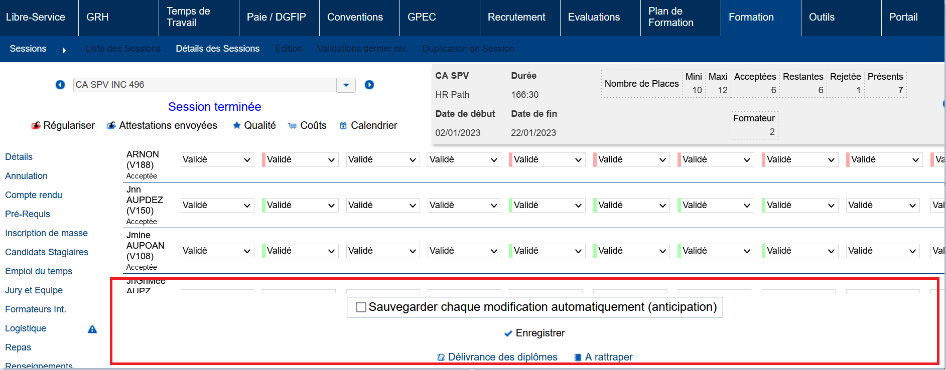 Libre-Service GRH Temps de Travail Paie / DGFIP Conventions GPEC Recrutement Evaluations Plan de Formation Formation Outils Portail
Sessions Liste des Sessions Détails des Sessions Edition Validations dernier niv. Duplication de Session
CA SPV INC 496
Session terminée
Régulariser Attestations envoyées Qualité Coûts Calendrier
CA SPV Durée
HR Path 166:30
Date de début Date de fin
02/01/2023 22/01/2023
Nombre de Places Mini Maxi Acceptées Restantes Rejetée Présents
10 12 6 6 1 7
Formateur
2
Détails
Annulation
Compte rendu
Pré-Requis
Inscription de masse
Candidats Stagiaires
Emploi du temps
Jury et Equipe
Formateurs Int.
Logistique
Repas
Renseignements
ARNON
(V188)
Acceptée
Validé Validé Validé Validé Validé Validé Validé Validé Validé
Jnn
AUPDEZ
(V150)
Acceptée
Validé Validé Validé Validé Validé Validé Validé Validé Validé
Jmine
AUPOAN
(V108)
Acceptée
Validé Validé Validé Validé Validé Validé Validé Validé Validé
AUPZ
Sauvegarder chaque modification automatiquement (anticipation)
Enregistrer
Délivrance des diplômes A rattraper